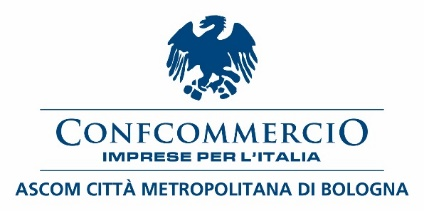 CONFCOMMERCIO
IMPRESE PER L'ITALIA
ASCOM CITTÀ METROPOLITANA DI BOLOGNA